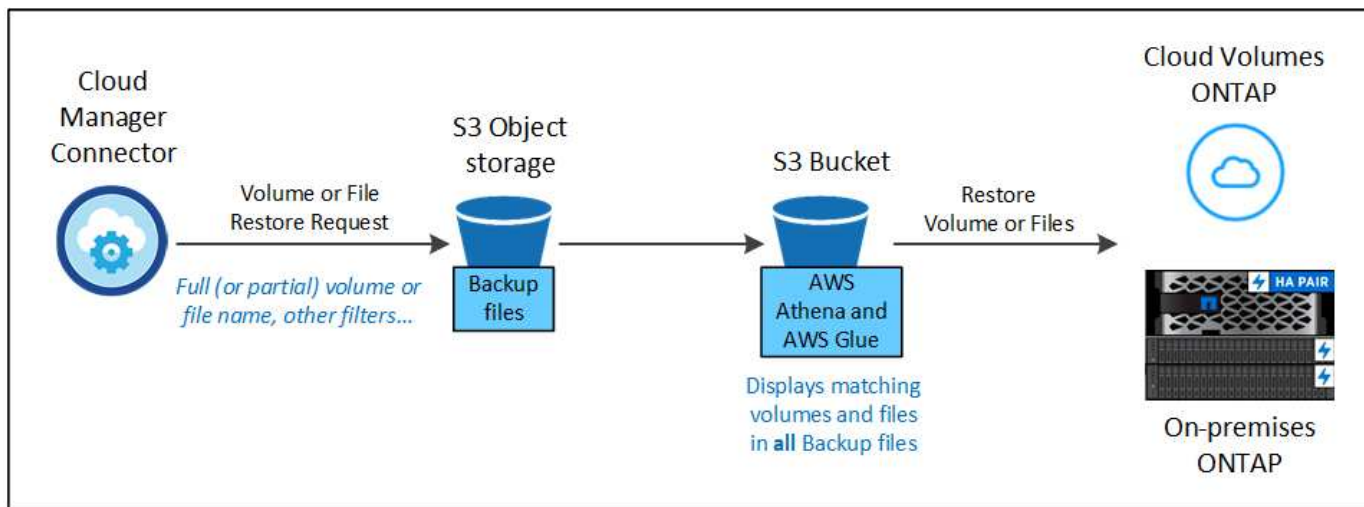 Cloud
Manager
Connector
Volume or File
Restore Request
Full (or partial) volume or
file name, other filters...
S3 Object
storage
Backup
files
S3 Bucket
AWS
Athena and
AWS Glue
Displays matching
volumes and files
in all Backup files
Restore
Volume or Files
Cloud Volumes
ONTAP
HA PAIR
On-premises
ONTAP